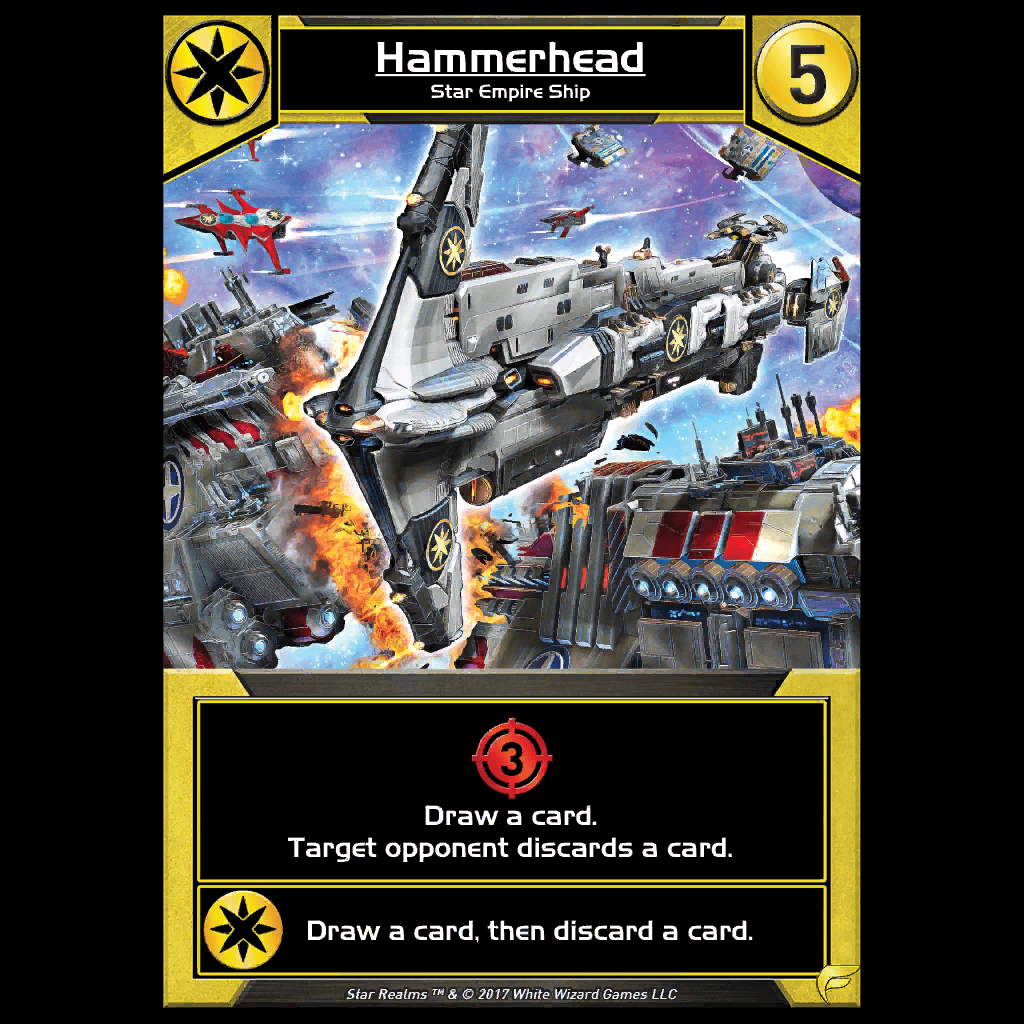 Hammerhead
Star Empire Ship
5
3
Draw a card.
Target opponent discards a card.
Draw a card, then discard a card.
Star Realms ™ & © 2017 White Wizard Games LLC